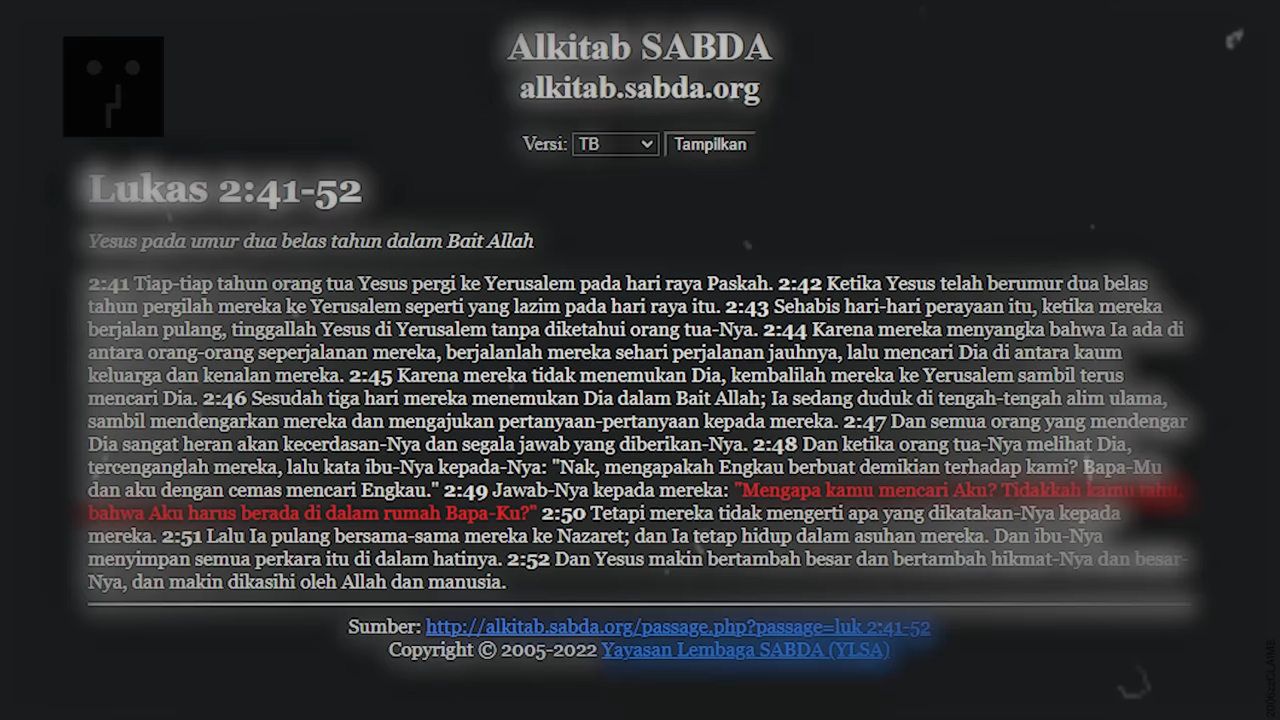 Alkitab SABDA
alkitab.sabda.org
Versi: TB Tampilkan
Lukas 2:41-52
Yesus pada umur dua belas tahun dalam Bait Allah
2:41 Tiap-tiap tahun orang tua Yesus pergi ke Yerusalem pada hari raya Paskah. 2:42 Ketika Yesus telah berumur dua belas
tahun pergilah mereka ke Yerusalem seperti yang lazim pada hari raya itu. 2:43 Sehabis hari-hari perayaan itu, ketika mereka
berjalan pulang, tinggallah Yesus di Yerusalem tanpa diketahui orang tua-Nya. 2:44 Karena mereka menyangka bahwa Ia ada di
antara orang-orang seperjalanan mereka, berjalanlah mereka sehari perjalanan jauhnya, lalu mencari Dia di antara kaum
keluarga dan kenalan mereka. 2:45 Karena mereka tidak menemukan Dia, kembalilah mereka ke Yerusalem sambil terus
mencari Dia. 2:46 Sesudah tiga hari mereka menemukan Dia dalam Bait Allah; Ia sedang duduk di tengah-tengah alim ulama,
sambil mendengarkan mereka dan mengajukan pertanyaan-pertanyaan kepada mereka. 2:47 Dan semua orang yang mendengar
Dia sangat heran akan kecerdasan-Nya dan segala jawab yang diberikan-Nya. 2:48 Dan ketika orang tua-Nya melihat Dia,
tercenganglah mereka, lalu kata ibu-Nya kepada-Nya: "Nak, mengapakah Engkau berbuat demikian terhadap kami? Bapa-Mu
dan aku dengan cemas mencari Engkau." 2:49 Jawab-Nya kepada mereka: "Mengapa kamu mencari Aku? Tidakkah kamu tahu,
bahwa Aku harus berada di dalam rumah Bapa-Ku?" 2:50 Tetapi mereka tidak mengerti apa yang dikatakan-Nya kepada
mereka. 2:51 Lalu Ia pulang bersama-sama mereka ke Nazaret; dan Ia tetap hidup dalam asuhan mereka. Dan ibu-Nya
menyimpan semua perkara itu di dalam hatinya. 2:52 Dan Yesus makin bertambah besar dan bertambah hikmat-Nya dan besar-
Nya, dan makin dikasihi oleh Allah dan manusia.
Sumber: http://alkitab.sabda.org/passage.php?passage=luk 2:41-52
Copyright © 2005-2022 Yayasan Lembaga SABDA (YLSA)